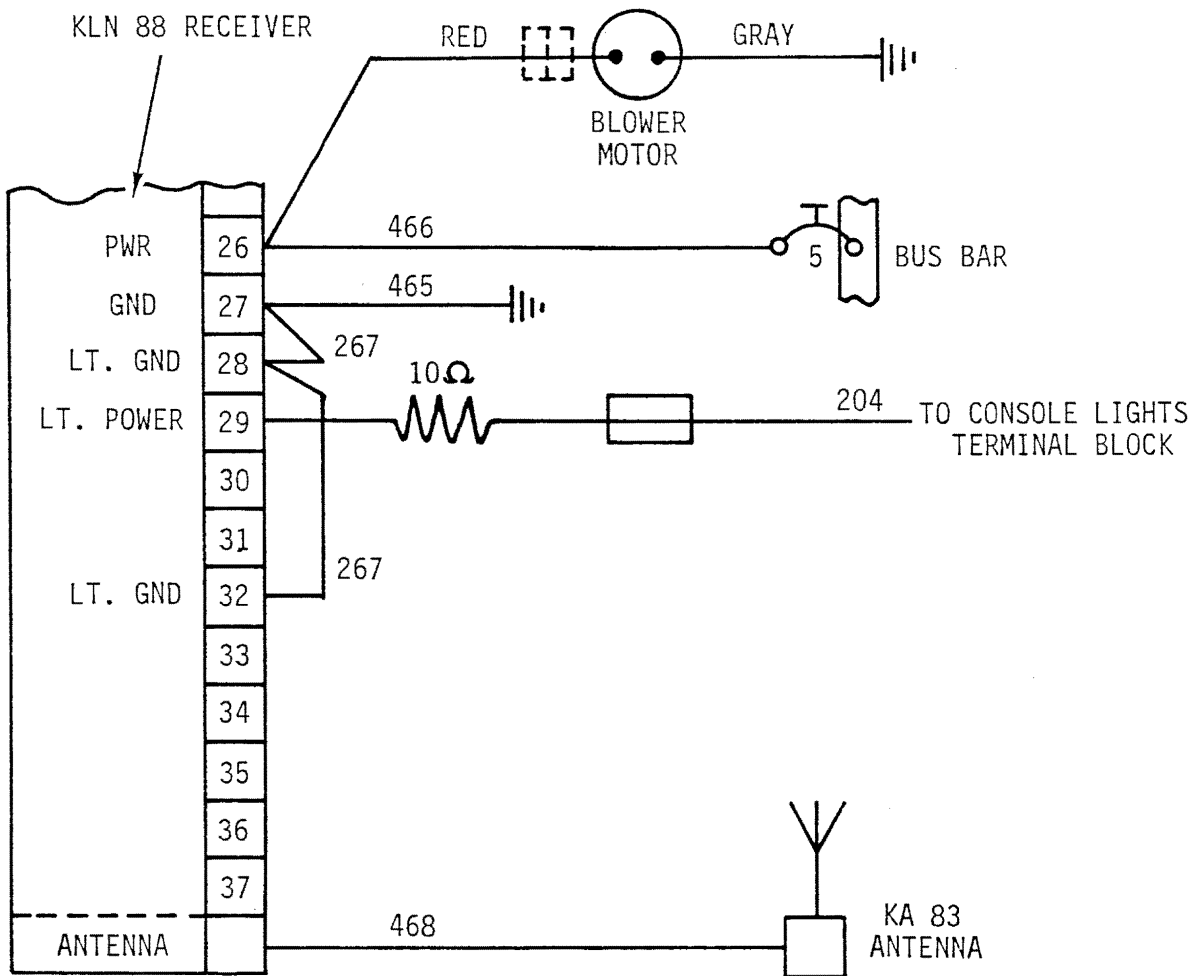 KLN 88 RECEIVER
RED
GRAY
BLOWER
MOTOR
PWR 26
466
5
BUS BAR
GND 27
465
LT. GND 28
267
10Ω
LT. POWER 29
204
TO CONSOLE LIGHTS
TERMINAL BLOCK
30
31
LT. GND 32
267
33
34
35
36
37
ANTENNA
468
KA 83
ANTENNA